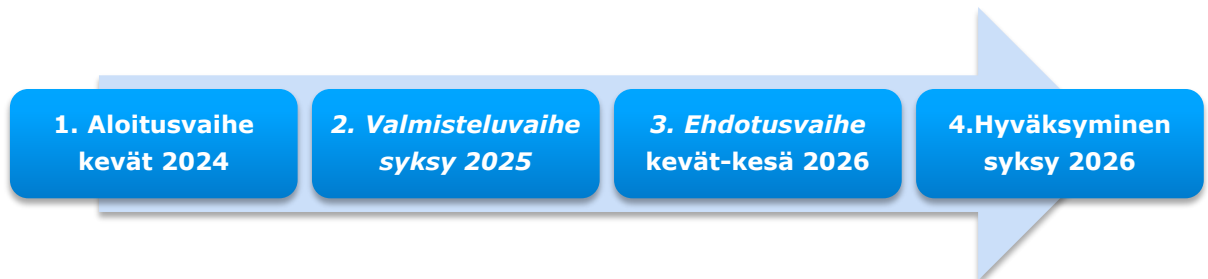 1. Aloitusvaihe
kevät 2024
2. Valmisteluvaihe
syksy 2025
3. Ehdotusvaihe
kevät-kesä 2026
4.Hyväksyminen
syksy 2026